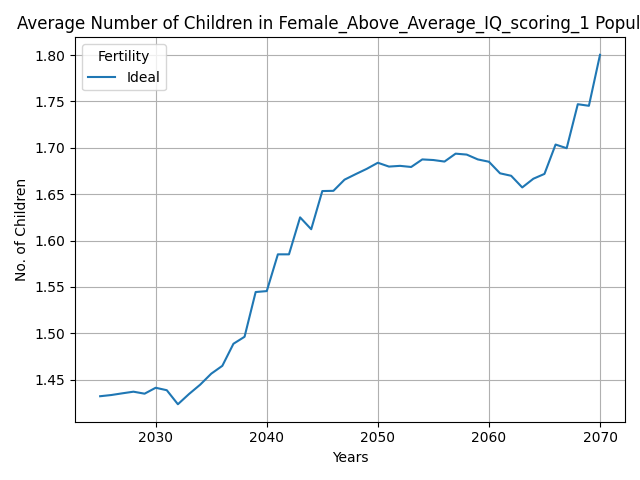 Average Number of Children in Female_Above_Average_IQ_scoring_1 Popul
Fertility
Ideal
No. of Children
1.80
1.75
1.70
1.65
1.60
1.55
1.50
1.45
2030 2040 2050 2060 2070
Years